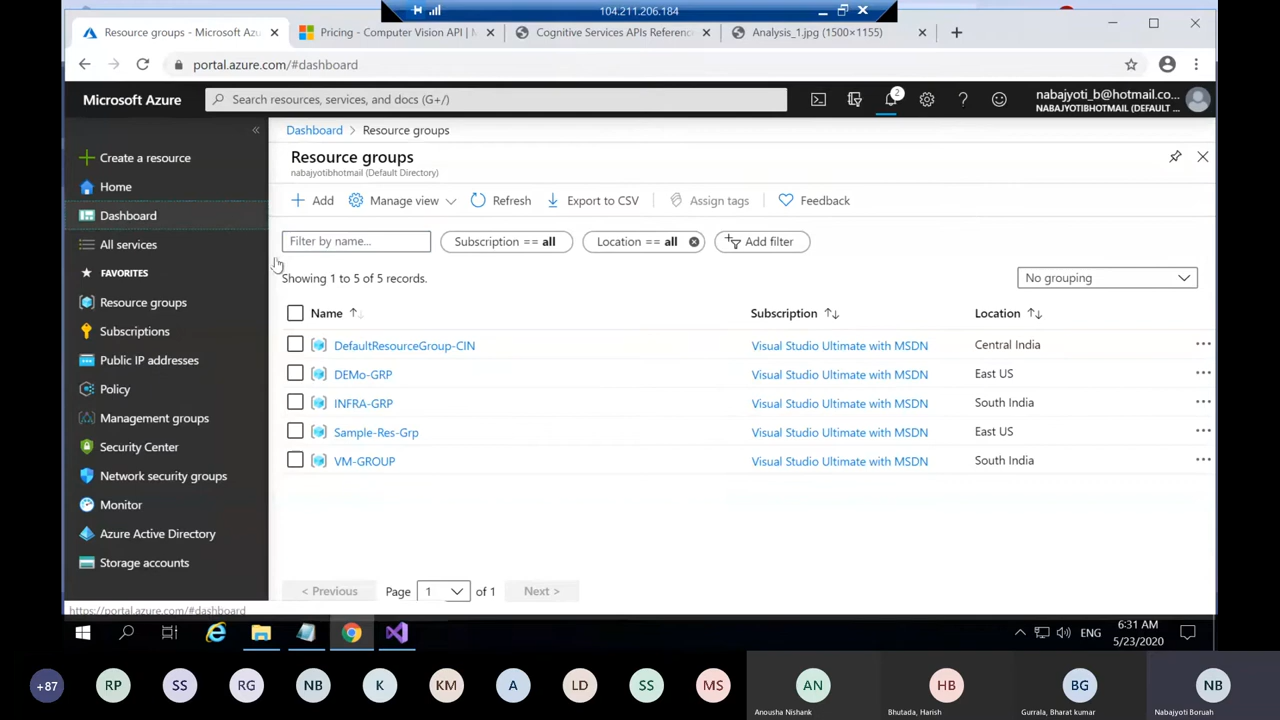 104.211.206.184
Resource groups - Microsoft Azu
Pricing - Computer Vision API | M
Cognitive Services APIs Referenc
Analysis_1.jpg (1500×1155)
portal.azure.com/#dashboard
Microsoft Azure
Search resources, services, and docs (G+/)
2
nabajyoti_b@hotmail.co...
NABAJYOTIBHOTMAIL (DEFAULT ...
Create a resource
Home
Dashboard
All services
FAVORITES
Resource groups
Subscriptions
Public IP addresses
Policy
Management groups
Security Center
Network security groups
Monitor
Azure Active Directory
Storage accounts
https://portal.azure.com/#dashboard
Dashboard > Resource groups
Resource groups
nabajyotibhotmail (Default Directory)
Add Manage view Refresh Export to CSV Assign tags Feedback
Filter by name... Subscription == all Location == all Add filter
Showing 1 to 5 of 5 records. No grouping
Name Subscription Location
DefaultResourceGroup-CIN Visual Studio Ultimate with MSDN Central India
DEMo-GRP Visual Studio Ultimate with MSDN East US
INFRA-GRP Visual Studio Ultimate with MSDN South India
Sample-Res-Grp Visual Studio Ultimate with MSDN East US
VM-GROUP Visual Studio Ultimate with MSDN South India
< Previous Page 1 of 1 Next >
ENG
6:31 AM
5/23/2020
+87 RP SS RG NB K KM A LD SS MS AN HB BG NB
Anousha Nishank Bhutada, Harish Gurrala, Bharat kumar Nabajyoti Boruah